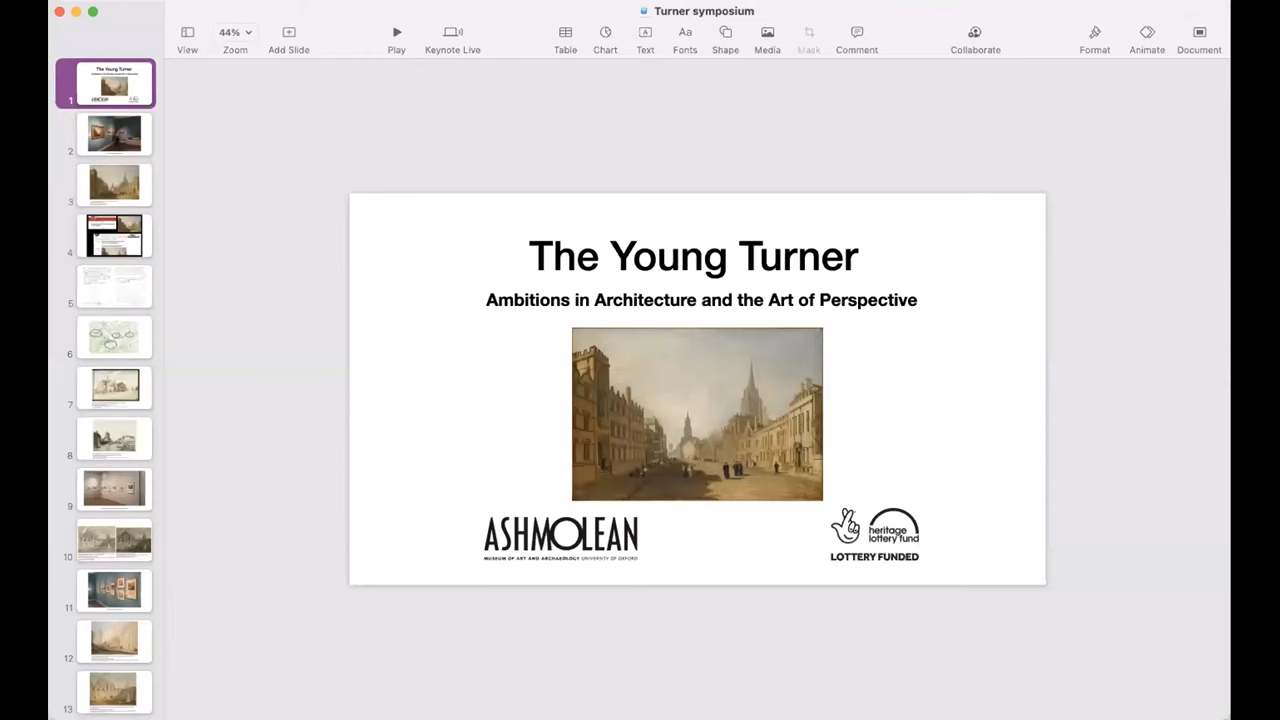 Turner symposium
44%
View
Zoom
Add Slide
Play
Keynote Live
Table
Chart
Text
Fonts
Shape
Media
Mask
Comment
Collaborate
Format
Animate
Document
The Young Turner
1
2
3
4
5
6
7
8
9
10
11
12
13
The Young Turner
Ambitions in Architecture and the Art of Perspective
ASHMOLEAN
MUSEUM OF ART AND ARCHAEOLOGY UNIVERSITY OF OXFORD
heritage
lottery fund
LOTTERY FUNDED